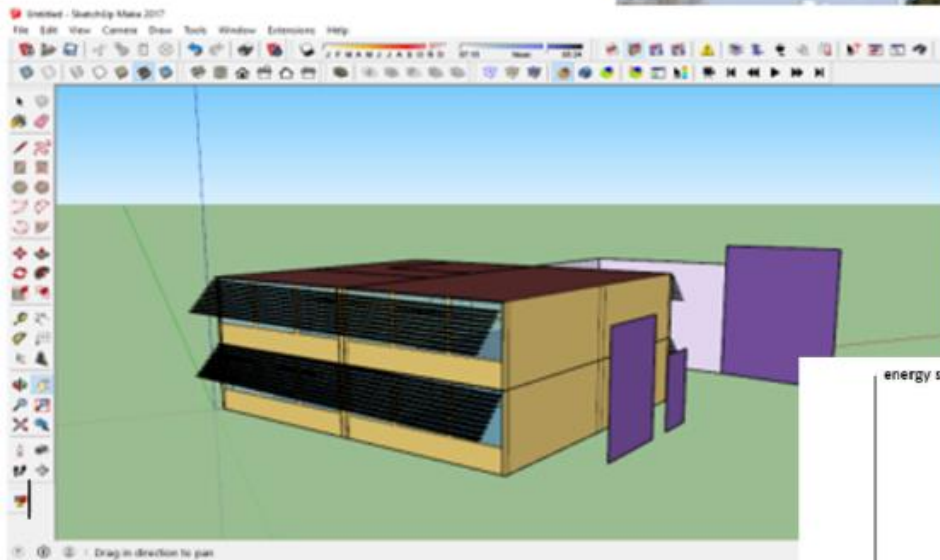 Untitled - SketchUp Make 2017
File Edit View Camera Draw Tools Window Extensions Help
J F M A M J J A S O N D
Noon
energy s
Drag in direction to pan